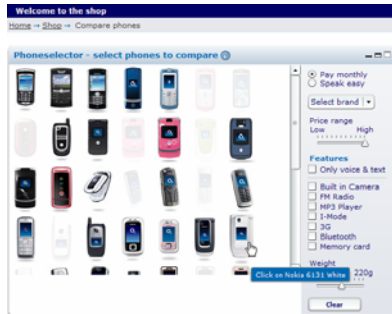 Welcome to the shop
Home → Shop → Compare phones
Phoneselector - select phones to compare
Pay monthly
Speak easy
Select brand
Price range
Low High
Features
Only voice & text
Built in Camera
FM Radio
MP3 Player
I-Mode
3G
Bluetooth
Memory card
Weight
220g
Click on Nokia 6131 White
Clear